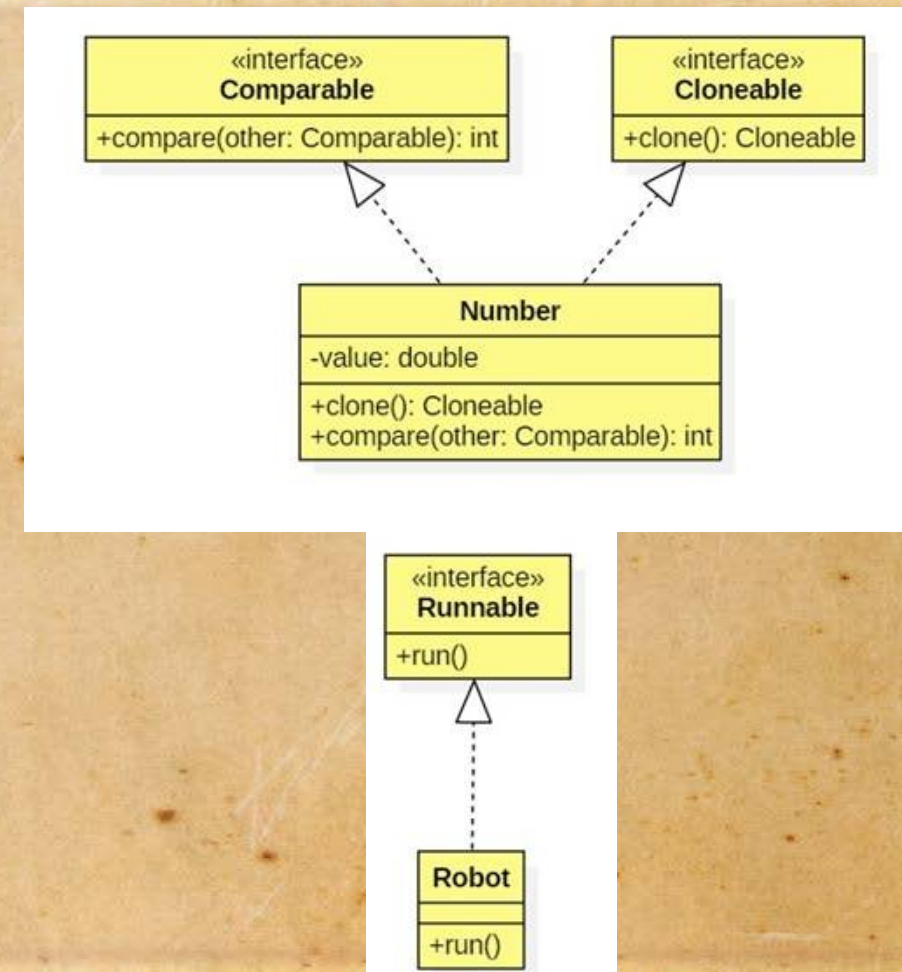 «interface»
Comparable
+compare(other: Comparable): int
«interface»
Cloneable
+clone(): Cloneable
Number
-value: double
+clone(): Cloneable
+compare(other: Comparable): int
«interface»
Runnable
+run()
Robot
+run()